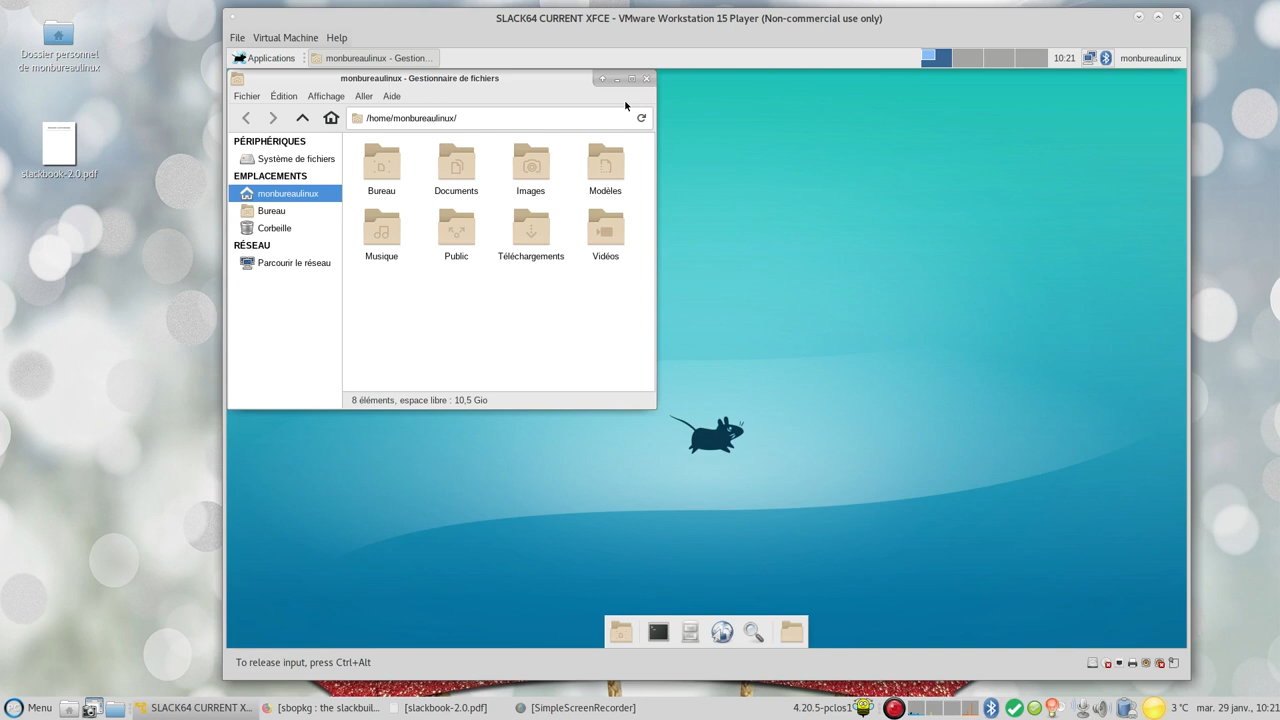 SLACK64 CURRENT XFCE - VMware Workstation 15 Player (Non-commercial use only)
File Virtual Machine Help
Applications monbureaulinux - Gestion... 10:21 monbureaulinux
Dossier personnel
de monbureaulinux
slackbook-2.0.pdf
monbureaulinux - Gestionnaire de fichiers
Fichier Édition Affichage Aller Aide
/home/monbureaulinux/
PÉRIPHÉRIQUES
Système de fichiers
EMPLACEMENTS
monbureaulinux
Bureau
Corbeille
RÉSEAU
Parcourir le réseau
Bureau Documents Images Modèles
Musique Public Téléchargements Vidéos
8 éléments, espace libre : 10,5 Gio
To release input, press Ctrl+Alt
Menu SLACK64 CURRENT X... [sbopkg : the slackbuil... [slackbook-2.0.pdf] [SimpleScreenRecorder] 4.20.5-pclos1 3 °C mar. 29 janv., 10:21